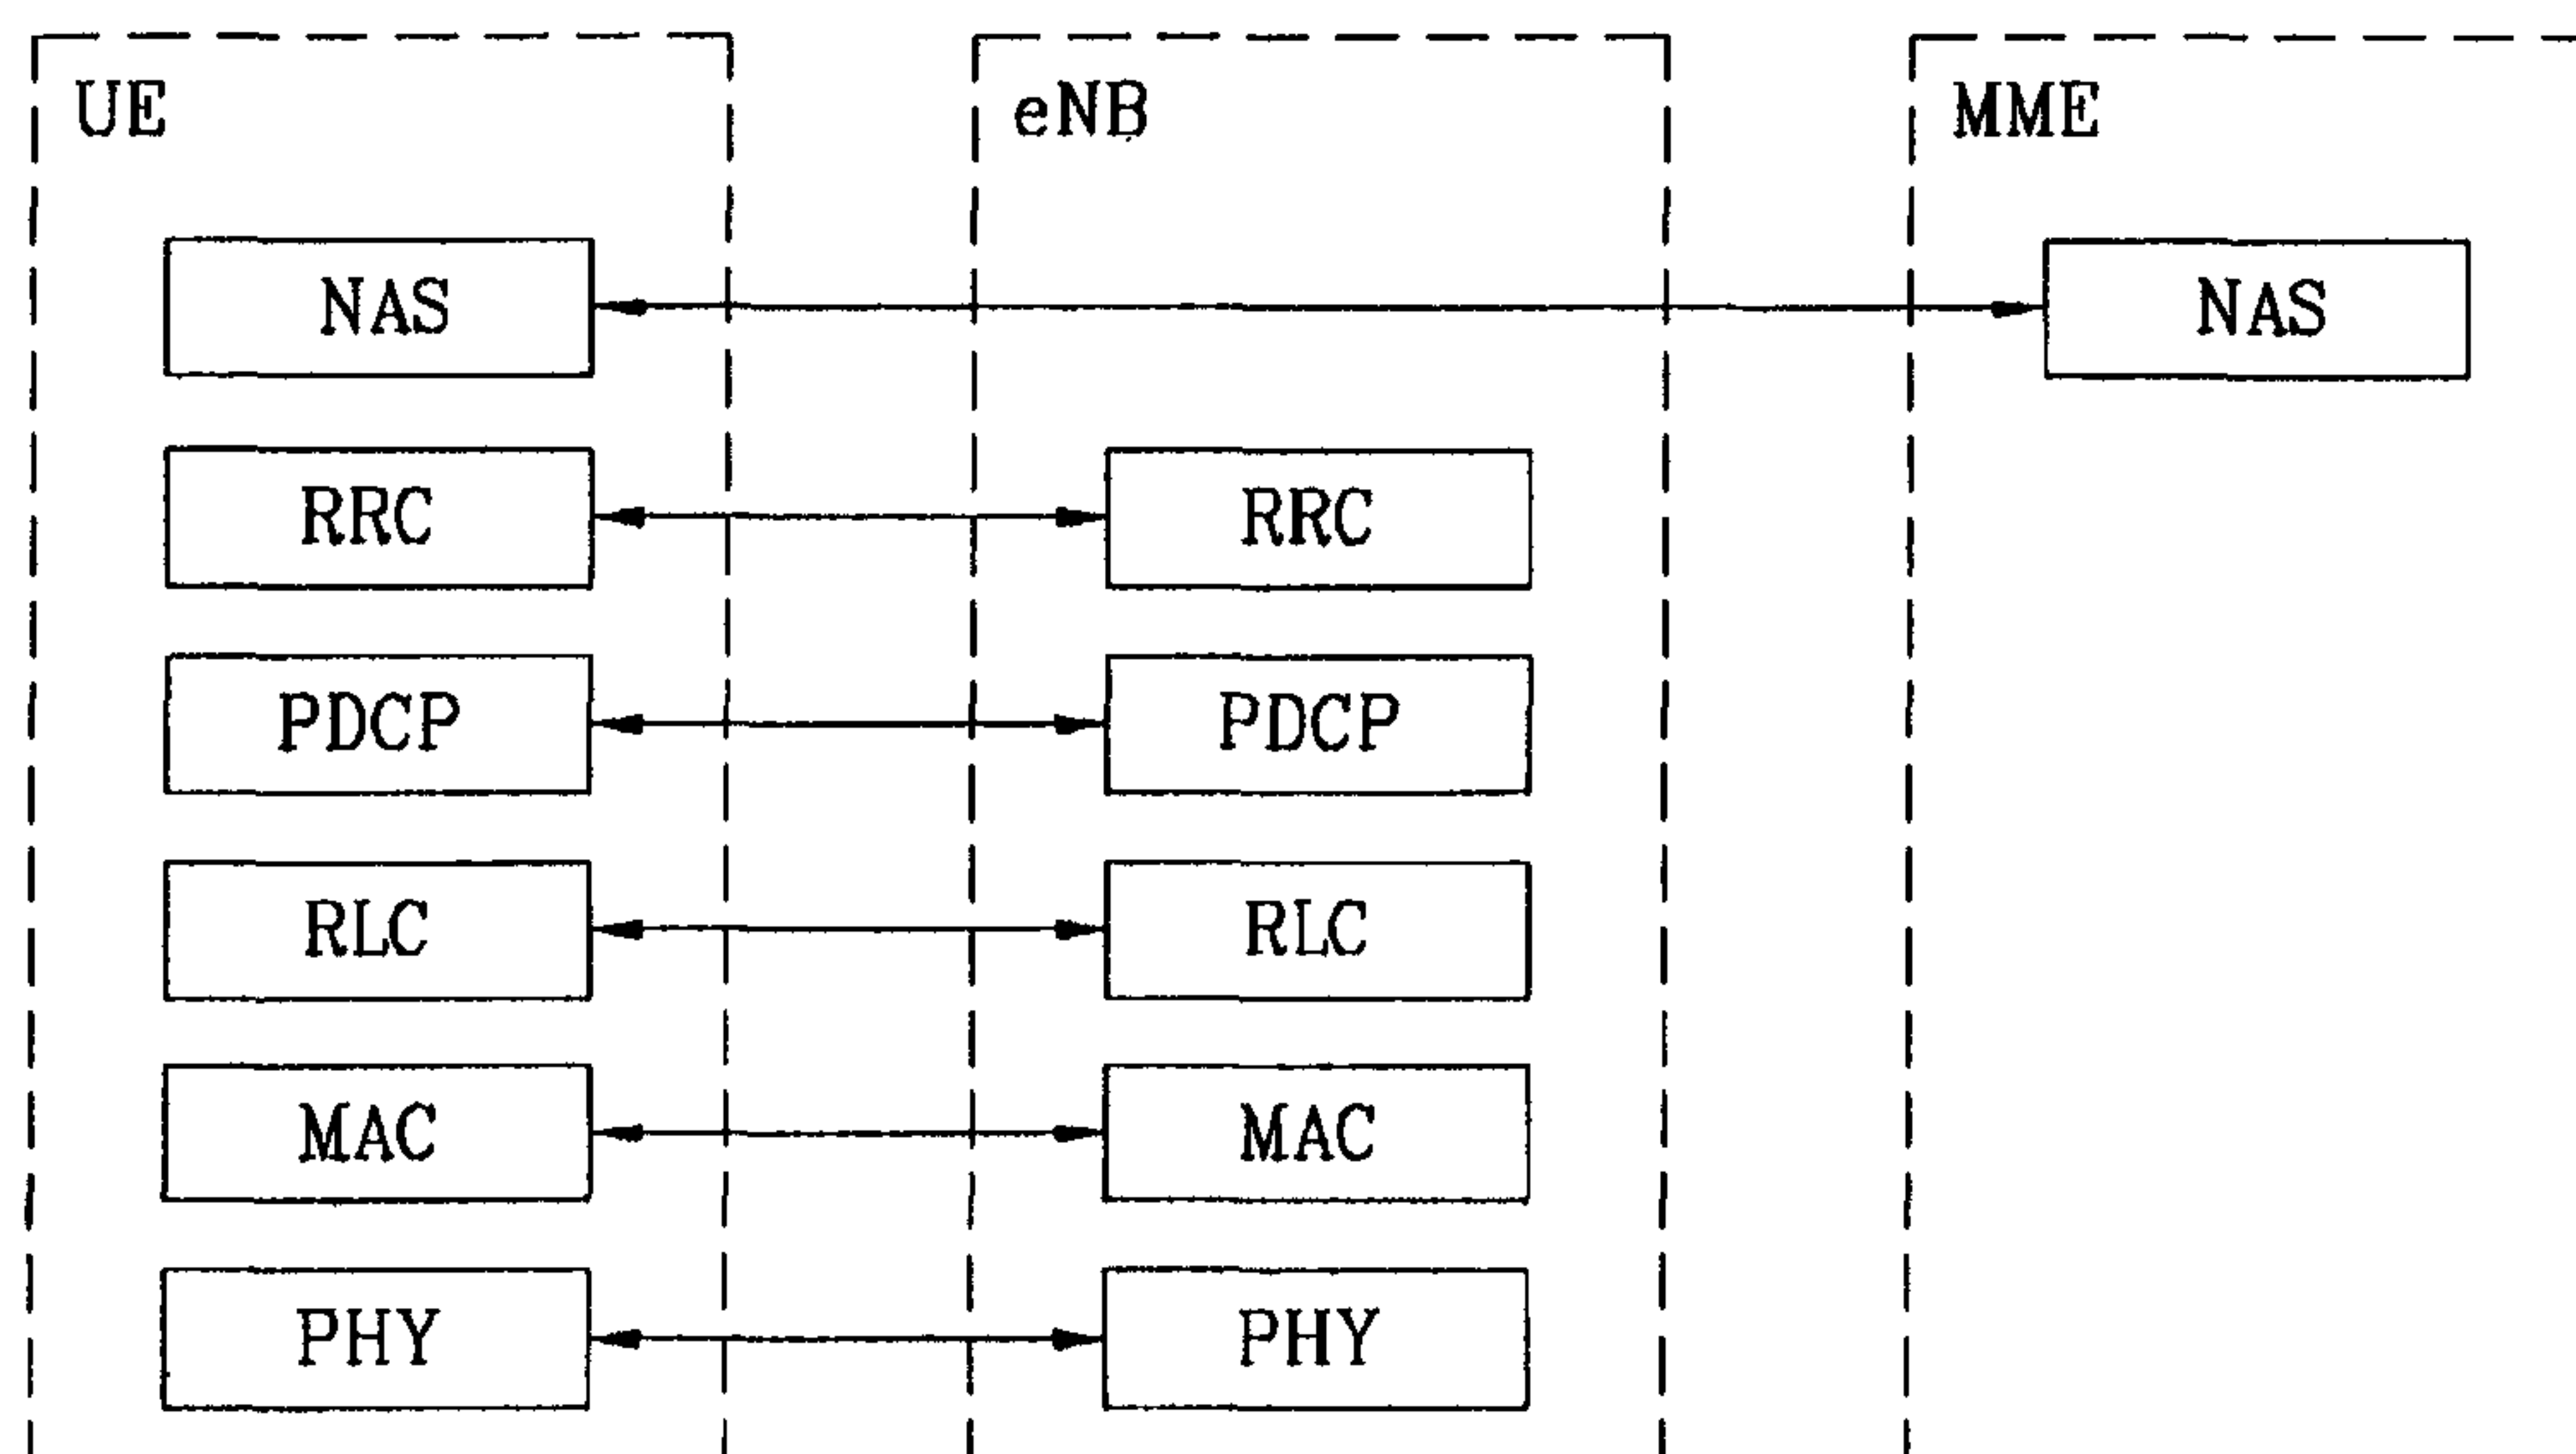 UE eNB MME
NAS NAS
RRC RRC
PDCP PDCP
RLC RLC
MAC MAC
PHY PHY